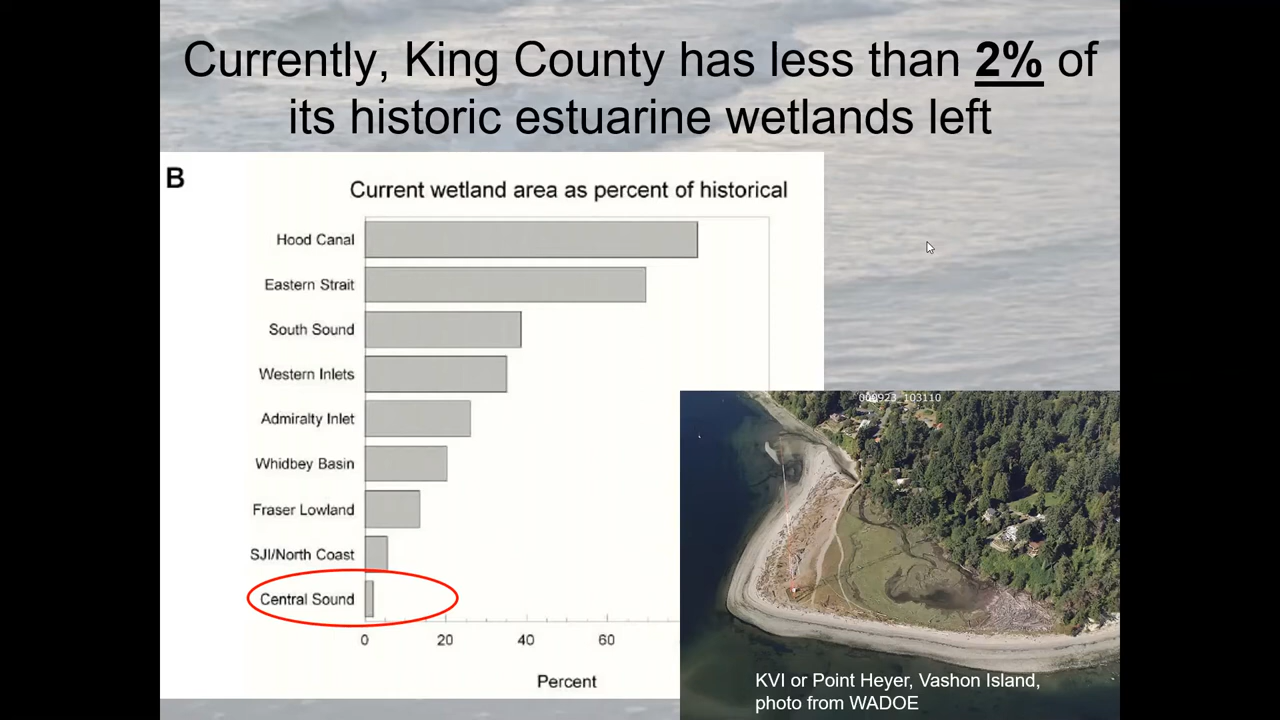 Currently, King County has less than 2% of
its historic estuarine wetlands left
B
Current wetland area as percent of historical
Hood Canal
Eastern Strait
South Sound
Western Inlets
Admiralty Inlet
Whidbey Basin
Fraser Lowland
SJI/North Coast
Central Sound
0 20 40 60
Percent
KVI or Point Heyer, Vashon Island,
photo from WADOE